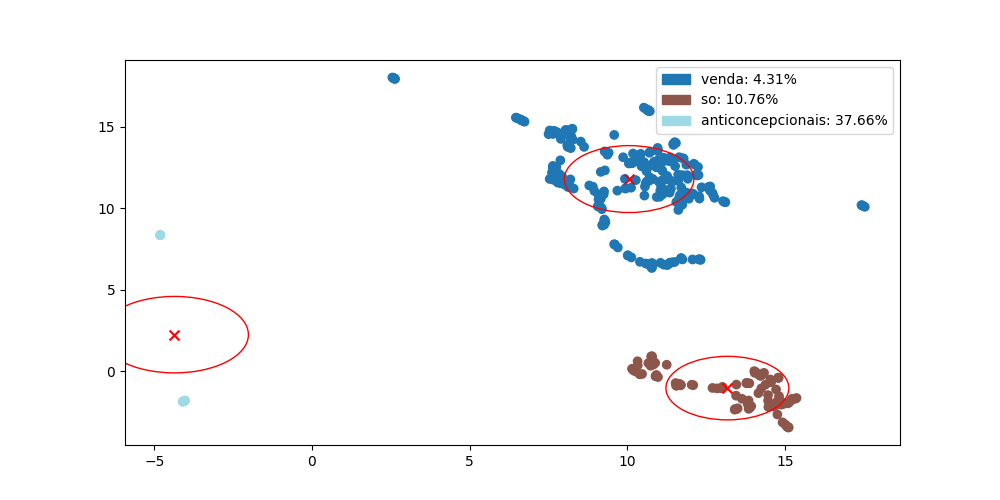 venda: 4.31%
so: 10.76%
anticoncepcionais: 37.66%
15
10
5
0
−5 0 5 10 15